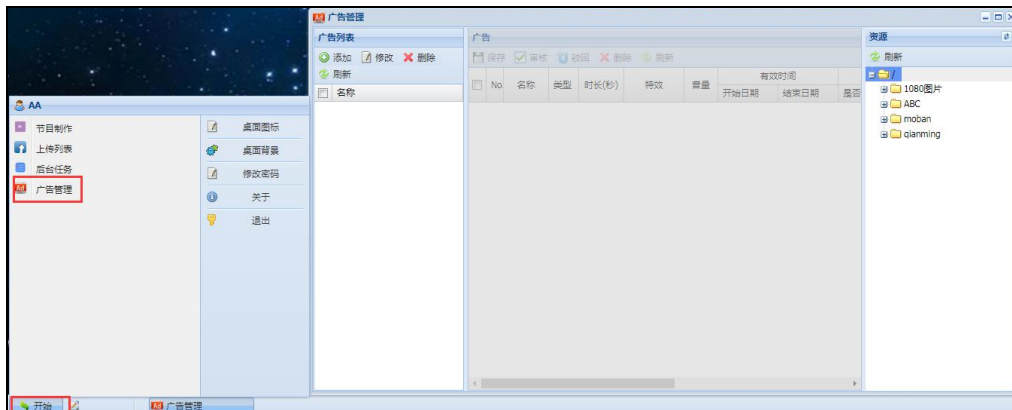 广告管理
广告列表
添加 修改 删除
刷新
名称
广告
保存 审核 驳回 删除 刷新
No 名称 类型 时长(秒) 特效 音量 有效时间
开始日期 结束日期 是否
资源
刷新
/
1080图片
ABC
moban
qianming
AA
节目制作
上传列表
后台任务
广告管理
桌面图标
桌面背景
修改密码
关于
退出
开始
广告管理